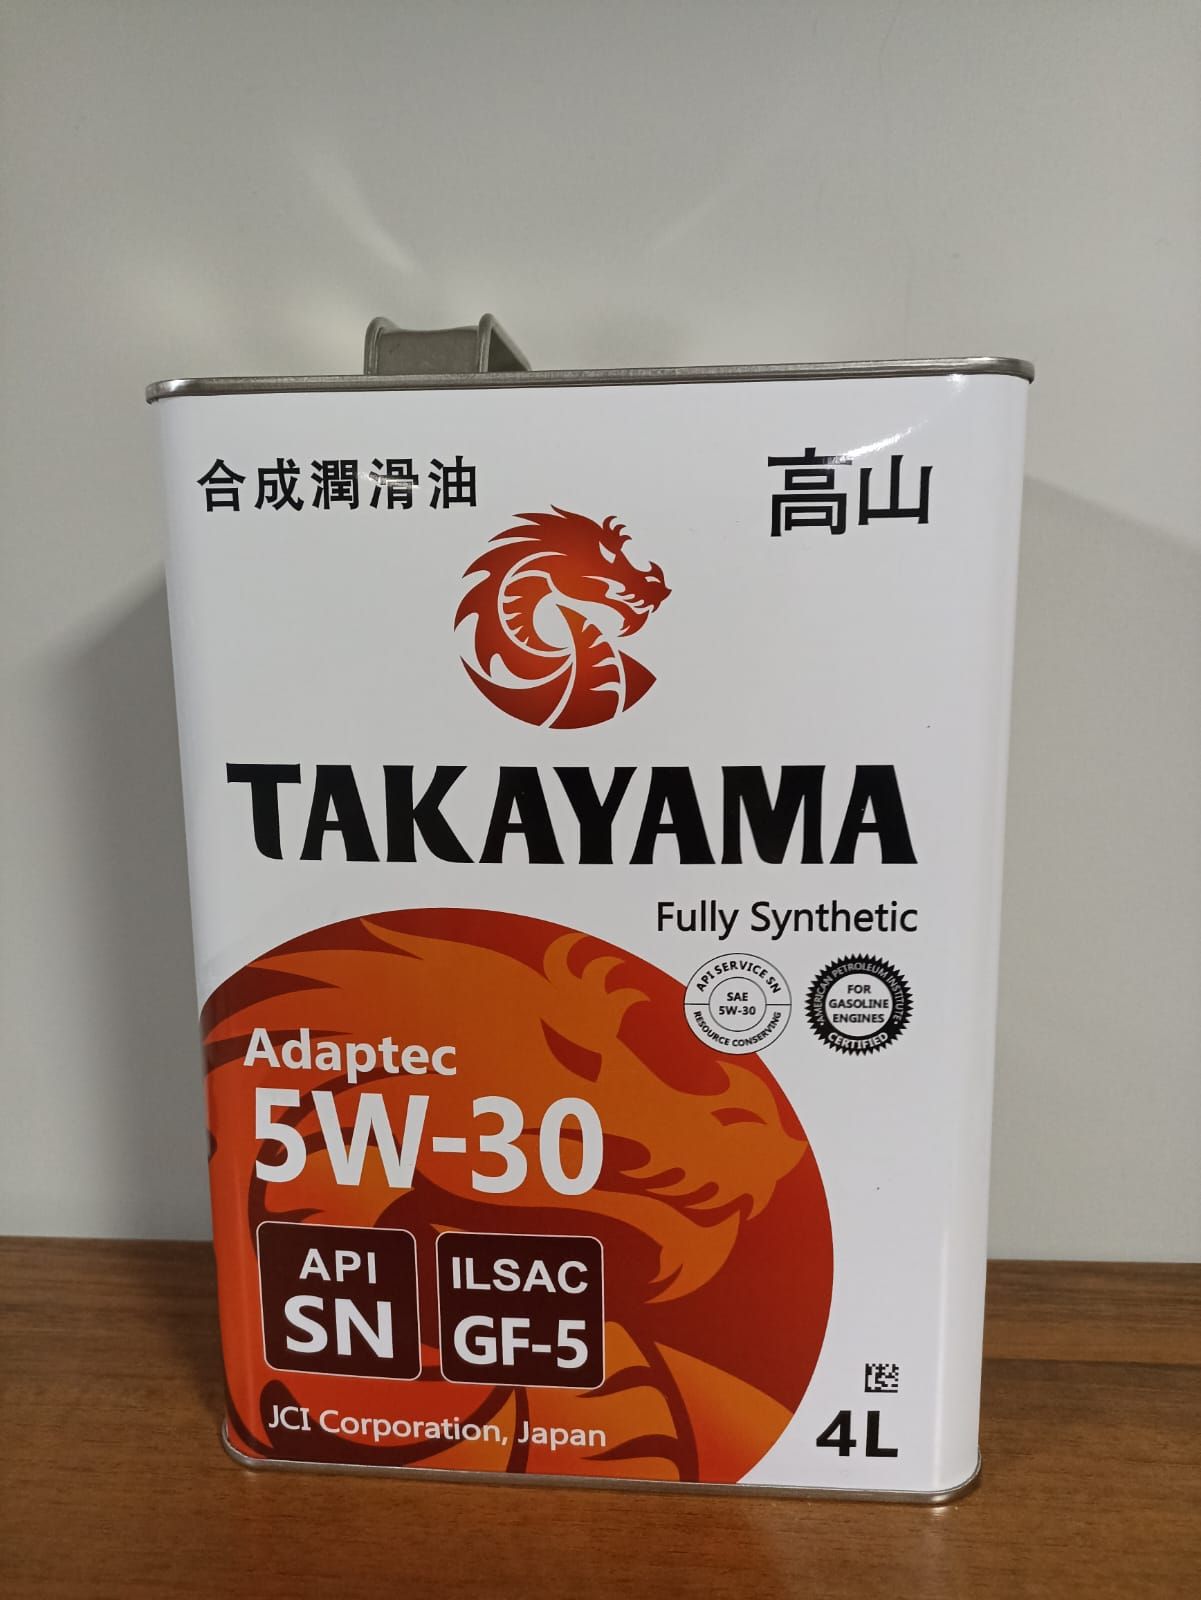 合成潤滑油
高山
TAKAYAMA
Fully Synthetic
API SERVICE SN
SAE
5W-30
RESOURCE CONSERVING
AMERICAN PETROLEUM INSTITUTE
FOR
GASOLINE
ENGINES
CERTIFIED
Adaptec
5W-30
API
SN
ILSAC
GF-5
JCI Corporation, Japan
4L